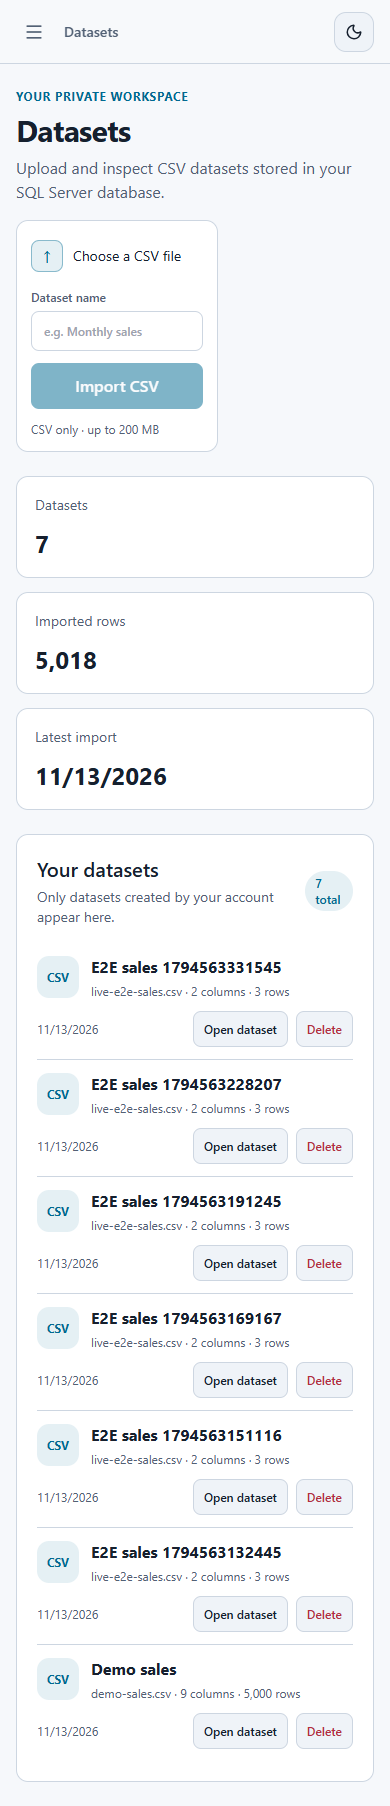 Datasets
YOUR PRIVATE WORKSPACE
Datasets
Upload and inspect CSV datasets stored in your
SQL Server database.
↑ Choose a CSV file
Dataset name
e.g. Monthly sales
Import CSV
CSV only · up to 200 MB
Datasets
7
Imported rows
5,018
Latest import
11/13/2026
Your datasets
Only datasets created by your account
appear here.
7
total
CSV
E2E sales 1794563331545
live-e2e-sales.csv · 2 columns · 3 rows
11/13/2026 Open dataset Delete
CSV
E2E sales 1794563228207
live-e2e-sales.csv · 2 columns · 3 rows
11/13/2026 Open dataset Delete
CSV
E2E sales 1794563191245
live-e2e-sales.csv · 2 columns · 3 rows
11/13/2026 Open dataset Delete
CSV
E2E sales 1794563169167
live-e2e-sales.csv · 2 columns · 3 rows
11/13/2026 Open dataset Delete
CSV
E2E sales 1794563151116
live-e2e-sales.csv · 2 columns · 3 rows
11/13/2026 Open dataset Delete
CSV
E2E sales 1794563132445
live-e2e-sales.csv · 2 columns · 3 rows
11/13/2026 Open dataset Delete
CSV
Demo sales
demo-sales.csv · 9 columns · 5,000 rows
11/13/2026 Open dataset Delete